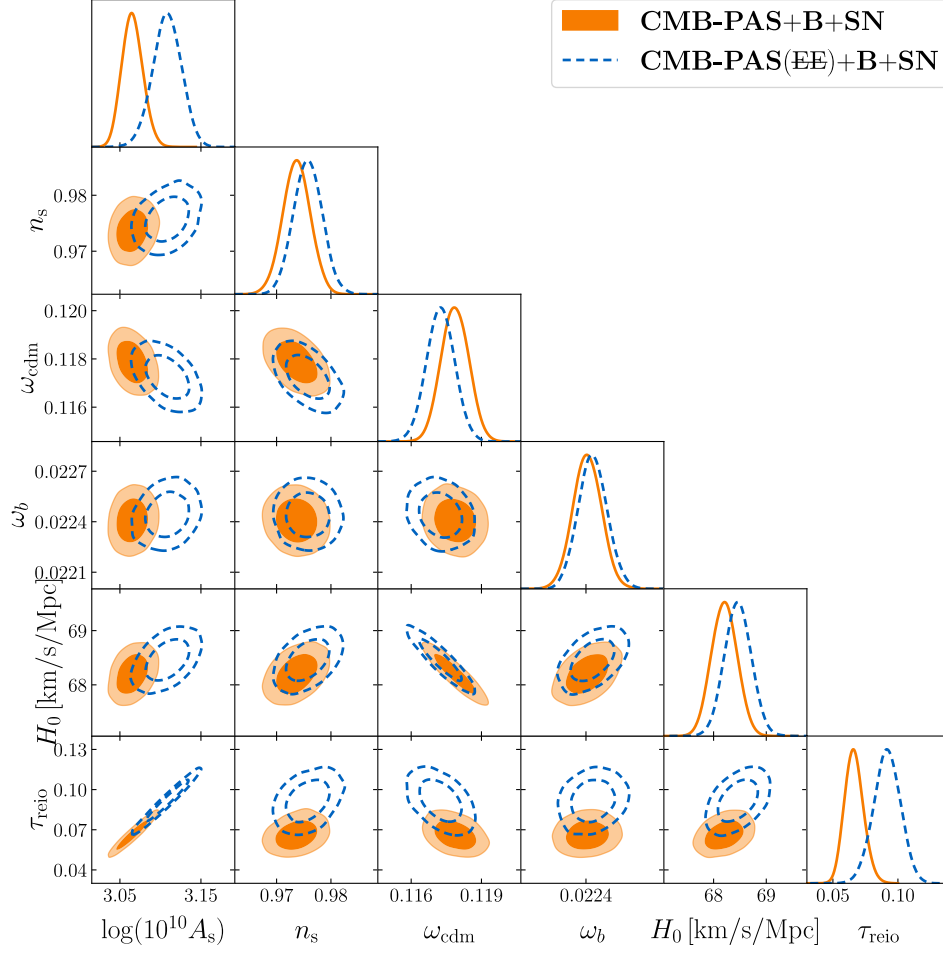 CMB-PAS+B+SN
CMB-PAS(E̶E̶)+B+SN
0.98
0.97
n_s
0.120
0.118
0.116
ω_cdm
0.0227
0.0224
0.0221
ω_b
69
68
H_0 [km/s/Mpc]
0.13
0.10
0.07
0.04
τ_reio
3.05 3.15
0.97 0.98
0.116 0.119
0.0224
68 69
0.05 0.10
log(10^{10} A_s) n_s ω_cdm ω_b H_0 [km/s/Mpc] τ_reio